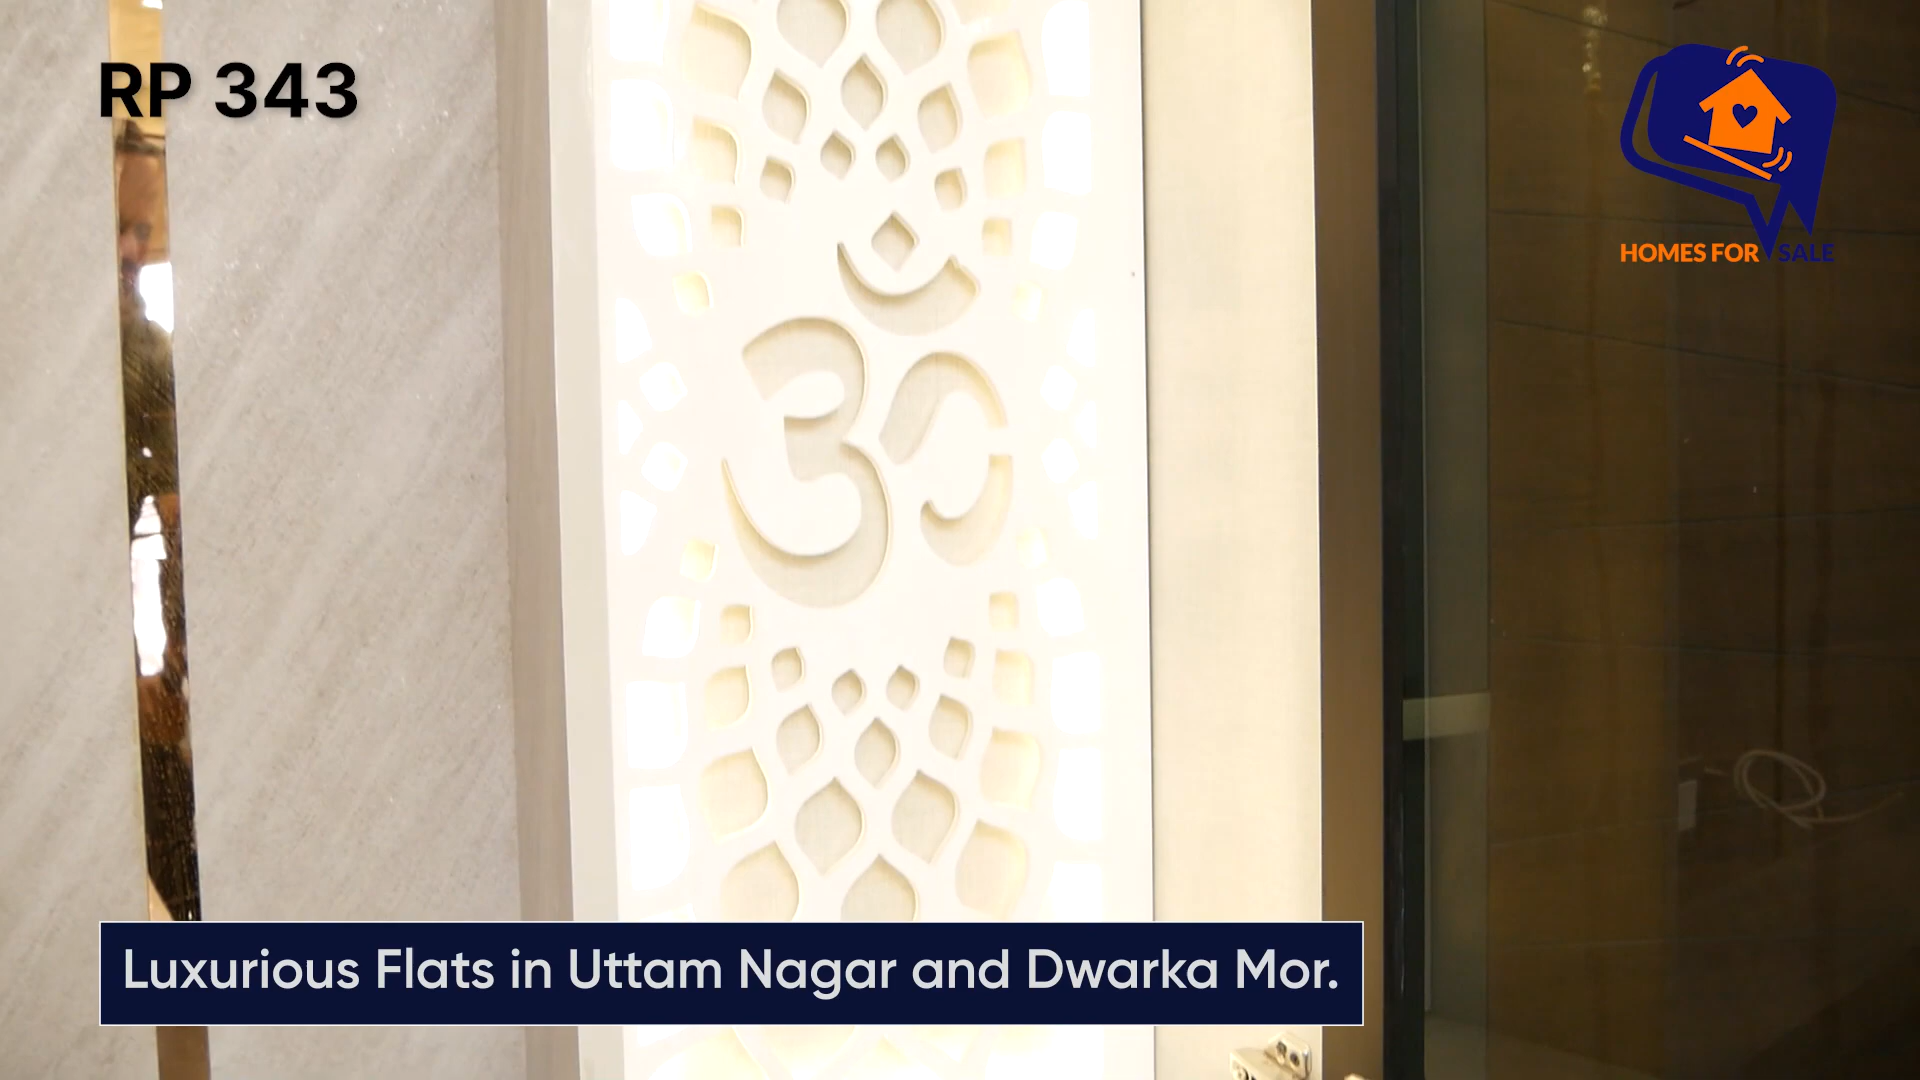 RP 343
HOMES FOR SALE
ॐ
Luxurious Flats in Uttam Nagar and Dwarka Mor.